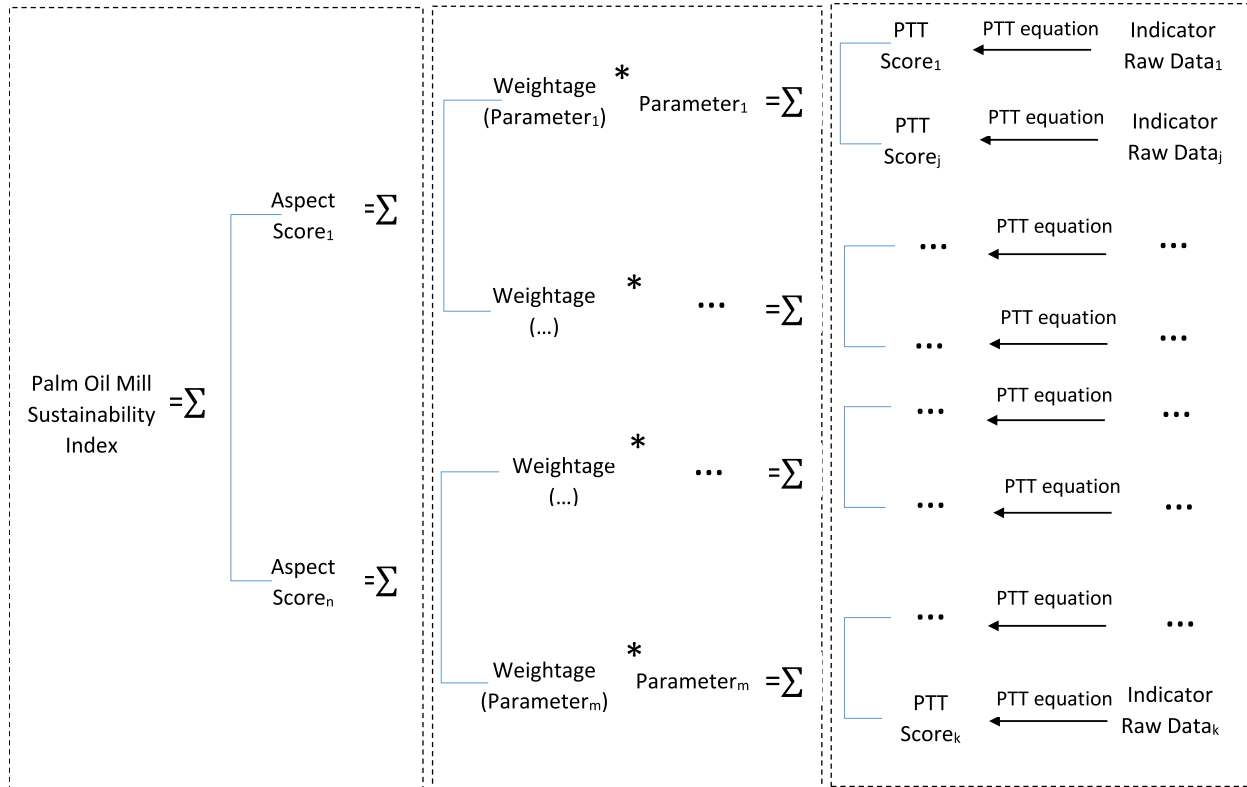 Palm Oil Mill
Sustainability
Index
=∑
Aspect
Score₁
=∑
Aspect
Scoreₙ
=∑
Weightage
(Parameter₁)
* Parameter₁ =∑
Weightage
(...)
* ... =∑
Weightage
(...)
* ... =∑
Weightage
(Parameterₘ)
* Parameterₘ =∑
PTT
Score₁
PTT equation
Indicator
Raw Data₁
PTT
Scoreⱼ
PTT equation
Indicator
Raw Dataⱼ
... PTT equation ...
... PTT equation ...
... PTT equation ...
... PTT equation ...
... PTT equation ...
PTT
Scoreₖ
PTT equation
Indicator
Raw Dataₖ